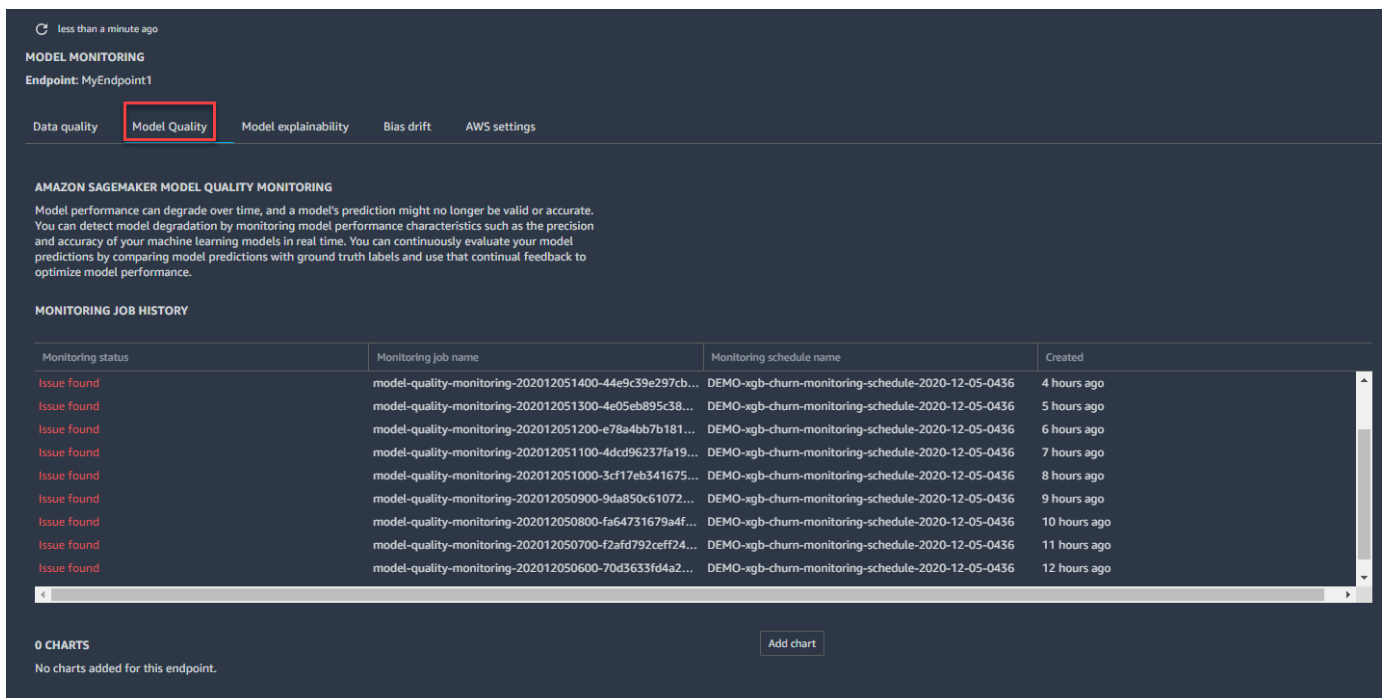 less than a minute ago
MODEL MONITORING
Endpoint: MyEndpoint1
Data quality Model Quality Model explainability Bias drift AWS settings
AMAZON SAGEMAKER MODEL QUALITY MONITORING
Model performance can degrade over time, and a model's prediction might no longer be valid or accurate.
You can detect model degradation by monitoring model performance characteristics such as the precision
and accuracy of your machine learning models in real time. You can continuously evaluate your model
predictions by comparing model predictions with ground truth labels and use that continual feedback to
optimize model performance.
MONITORING JOB HISTORY
Monitoring status Monitoring job name Monitoring schedule name Created
Issue found model-quality-monitoring-202012051400-44e9c39e297cb... DEMO-xgb-churn-monitoring-schedule-2020-12-05-0436 4 hours ago
Issue found model-quality-monitoring-202012051300-4e05eb895c38... DEMO-xgb-churn-monitoring-schedule-2020-12-05-0436 5 hours ago
Issue found model-quality-monitoring-202012051200-e78a4bb7b181... DEMO-xgb-churn-monitoring-schedule-2020-12-05-0436 6 hours ago
Issue found model-quality-monitoring-202012051100-4dcd96237fa19... DEMO-xgb-churn-monitoring-schedule-2020-12-05-0436 7 hours ago
Issue found model-quality-monitoring-202012051000-3cf17eb341675... DEMO-xgb-churn-monitoring-schedule-2020-12-05-0436 8 hours ago
Issue found model-quality-monitoring-202012050900-9da850c61072... DEMO-xgb-churn-monitoring-schedule-2020-12-05-0436 9 hours ago
Issue found model-quality-monitoring-202012050800-fa64731679a4f... DEMO-xgb-churn-monitoring-schedule-2020-12-05-0436 10 hours ago
Issue found model-quality-monitoring-202012050700-f2afd792ceff24... DEMO-xgb-churn-monitoring-schedule-2020-12-05-0436 11 hours ago
Issue found model-quality-monitoring-202012050600-70d3633fd4a2... DEMO-xgb-churn-monitoring-schedule-2020-12-05-0436 12 hours ago
0 CHARTS
Add chart
No charts added for this endpoint.